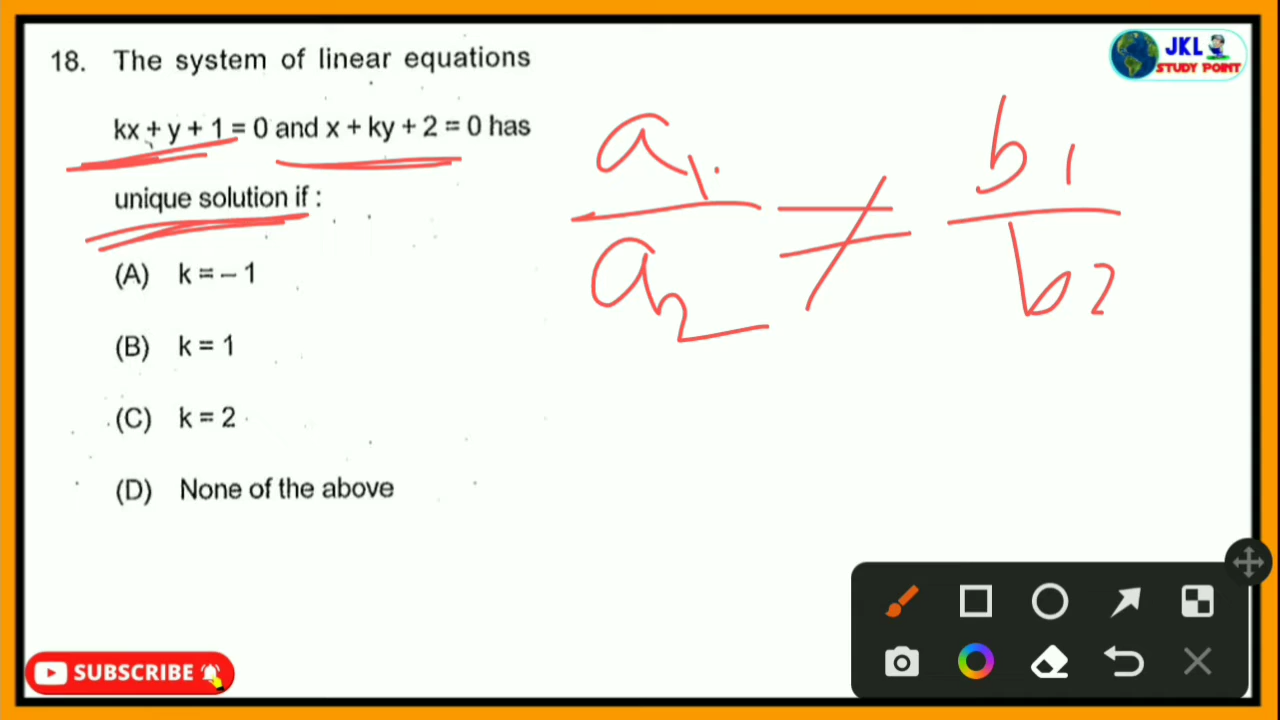 18. The system of linear equations
kx + y + 1 = 0 and x + ky + 2 = 0 has
unique solution if :
(A) k = – 1
(B) k = 1
(C) k = 2
(D) None of the above
a1 / a2 ≠ b1 / b2
JKL
STUDY POINT
SUBSCRIBE